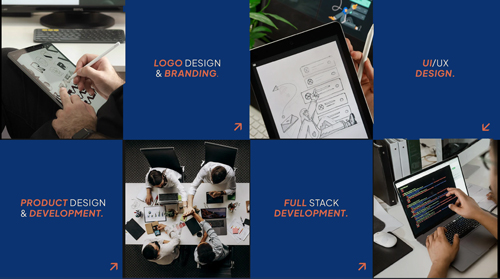 LOGO DESIGN
& BRANDING.
UI/UX
DESIGN.
PRODUCT DESIGN
& DEVELOPMENT.
FULL STACK
DEVELOPMENT.